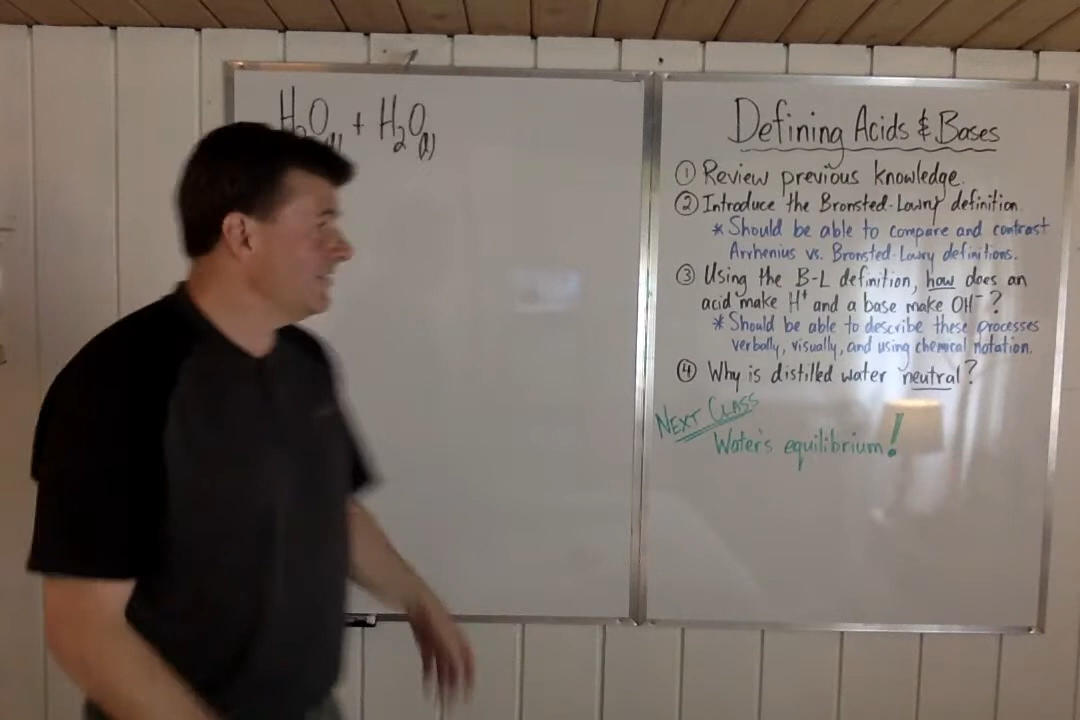 H₂O(l) + H₂O(l)
Defining Acids & Bases
① Review previous knowledge.
② Introduce the Bronsted-Lowry definition.
* Should be able to compare and contrast
Arrhenius vs. Bronsted-Lowry definitions.
③ Using the B-L definition, how does an
acid make H⁺ and a base make OH⁻?
* Should be able to describe these processes
verbally, visually, and using chemical notation.
④ Why is distilled water neutral?
NEXT CLASS
Water's equilibrium!